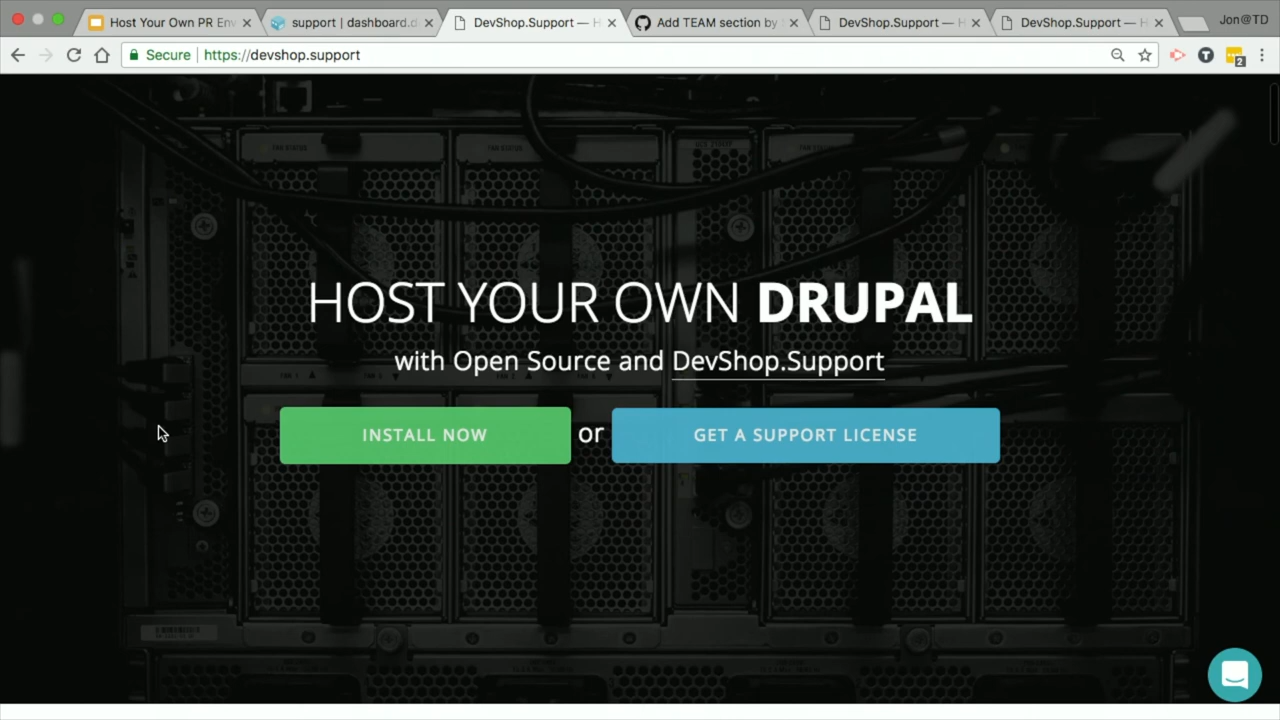 Host Your Own PR Env
support | dashboard.d
DevShop.Support — H
Add TEAM section by
DevShop.Support — H
DevShop.Support — H
Jon@TD
Secure
https://devshop.support
T
2
HOST YOUR OWN DRUPAL
with Open Source and DevShop.Support
INSTALL NOW
or
GET A SUPPORT LICENSE